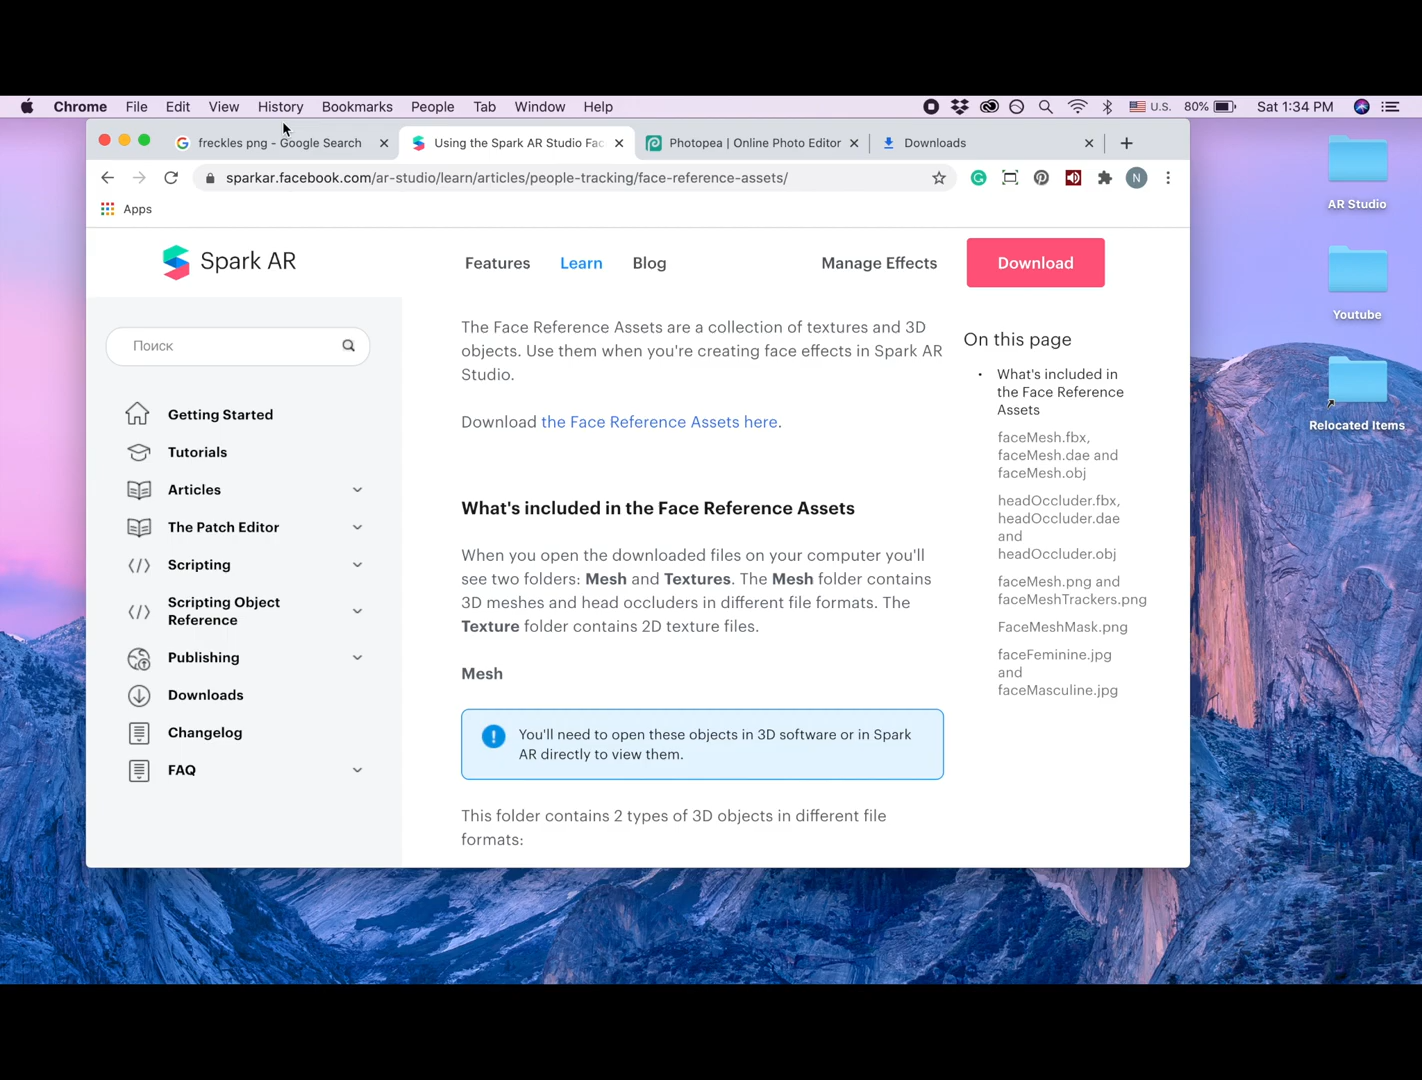 Chrome File Edit View History Bookmarks People Tab Window Help
U.S. 80% Sat 1:34 PM
freckles png - Google Search
Using the Spark AR Studio Fac
Photopea | Online Photo Editor
Downloads
sparkar.facebook.com/ar-studio/learn/articles/people-tracking/face-reference-assets/
N
Apps
Spark AR
Features Learn Blog
Manage Effects
Download
Поиск
Getting Started
Tutorials
Articles
The Patch Editor
Scripting
Scripting Object
Reference
Publishing
Downloads
Changelog
FAQ
The Face Reference Assets are a collection of textures and 3D
objects. Use them when you're creating face effects in Spark AR
Studio.
Download the Face Reference Assets here.
What's included in the Face Reference Assets
When you open the downloaded files on your computer you'll
see two folders: Mesh and Textures. The Mesh folder contains
3D meshes and head occluders in different file formats. The
Texture folder contains 2D texture files.
Mesh
You'll need to open these objects in 3D software or in Spark
AR directly to view them.
This folder contains 2 types of 3D objects in different file
formats:
On this page
What's included in
the Face Reference
Assets
faceMesh.fbx,
faceMesh.dae and
faceMesh.obj
headOccluder.fbx,
headOccluder.dae
and
headOccluder.obj
faceMesh.png and
faceMeshTrackers.png
FaceMeshMask.png
faceFeminine.jpg
and
faceMasculine.jpg
AR Studio
Youtube
Relocated Items